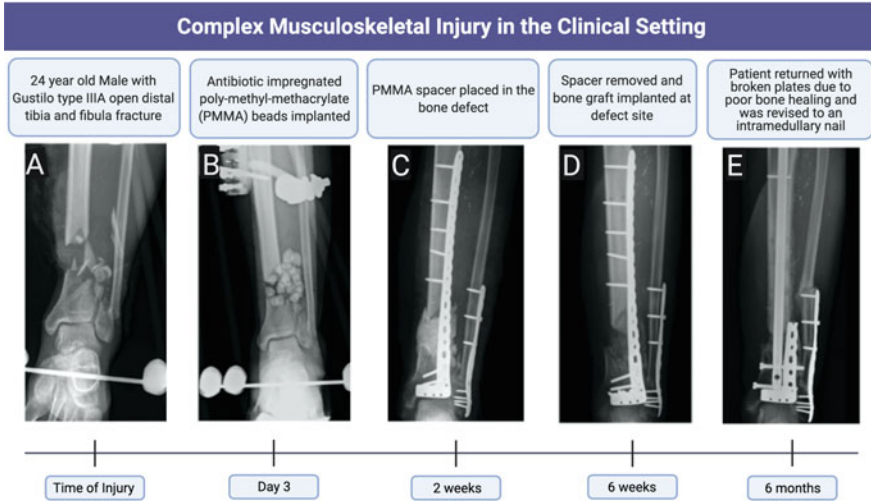 Complex Musculoskeletal Injury in the Clinical Setting
24 year old Male with
Gustilo type IIIA open distal
tibia and fibula fracture
Antibiotic impregnated
poly-methyl-methacrylate
(PMMA) beads implanted
PMMA spacer placed in the
bone defect
Spacer removed and
bone graft implanted at
defect site
Patient returned with
broken plates due to
poor bone healing and
was revised to an
intramedullary nail
A
B
C
D
E
Time of Injury
Day 3
2 weeks
6 weeks
6 months